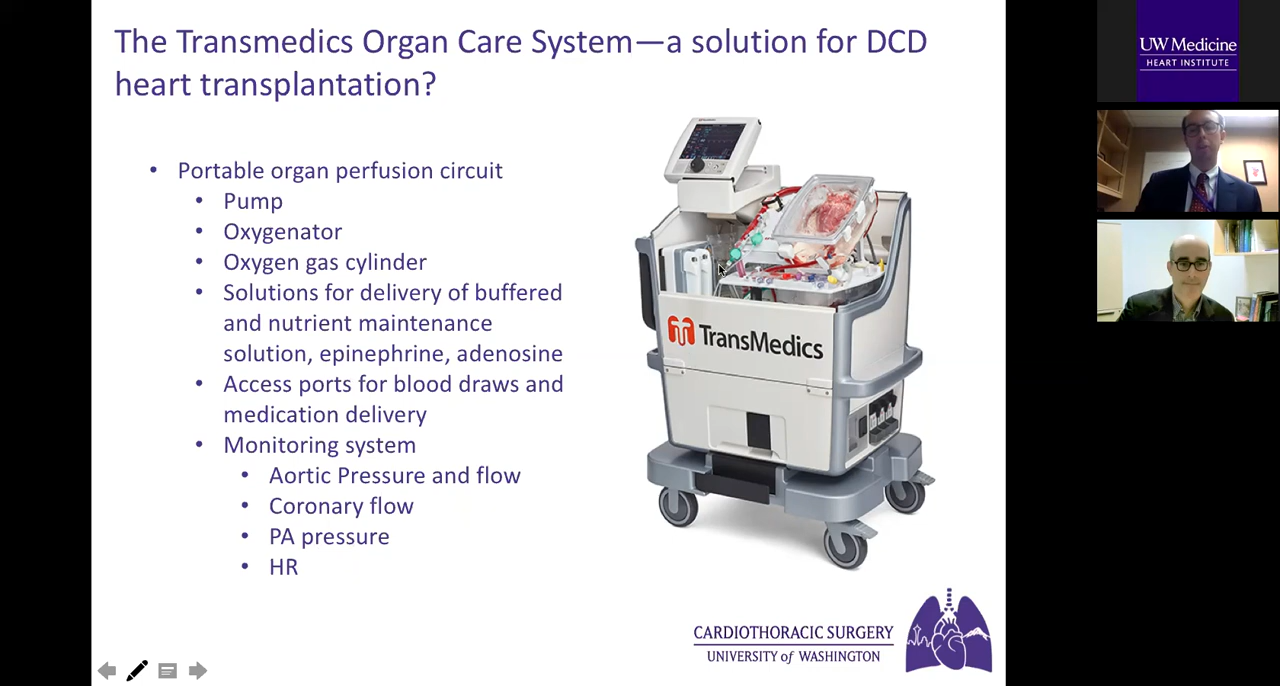 The Transmedics Organ Care System—a solution for DCD
heart transplantation?
• Portable organ perfusion circuit
• Pump
• Oxygenator
• Oxygen gas cylinder
• Solutions for delivery of buffered
and nutrient maintenance
solution, epinephrine, adenosine
• Access ports for blood draws and
medication delivery
• Monitoring system
• Aortic Pressure and flow
• Coronary flow
• PA pressure
• HR
TransMedics
CARDIOTHORACIC SURGERY
UNIVERSITY of WASHINGTON
UW Medicine
HEART INSTITUTE